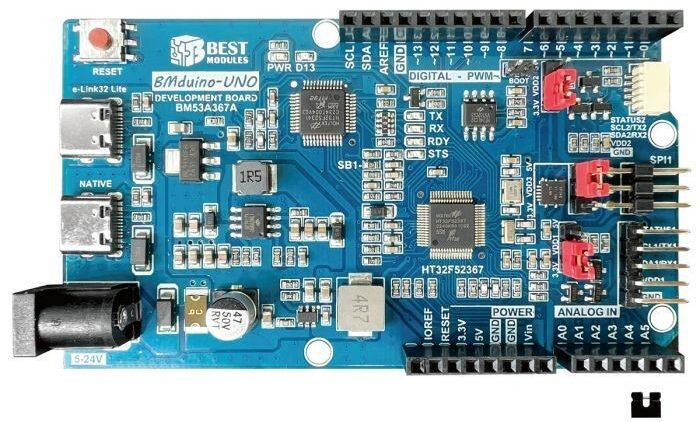 RESET
BEST
MODULES
PWR D13
BMduino-UNO
DEVELOPMENT BOARD
BM53A367A
e-Link32 Lite
NATIVE
5-24V
1R5
47
50V
RVT
4R7
SCL
SDA
AREF
GND
~13
~12
~11
~10
~9
~8
7
~6
~5
~4
~3
~2
~1
~0
DIGITAL - PWM~
TX
RX
RDY
STS
SB1
BOOT
3.3V VDD2
STATUS2
SCL2/TX2
SDA2/RX2
VDD2
GND
SPI1
3.3V VDD3 5V
HT32F52367
VDD1
GND
POWER
IOREF
RESET
3.3V
5V
GND
GND
Vin
ANALOG IN
A0
A1
A2
A3
A4
A5